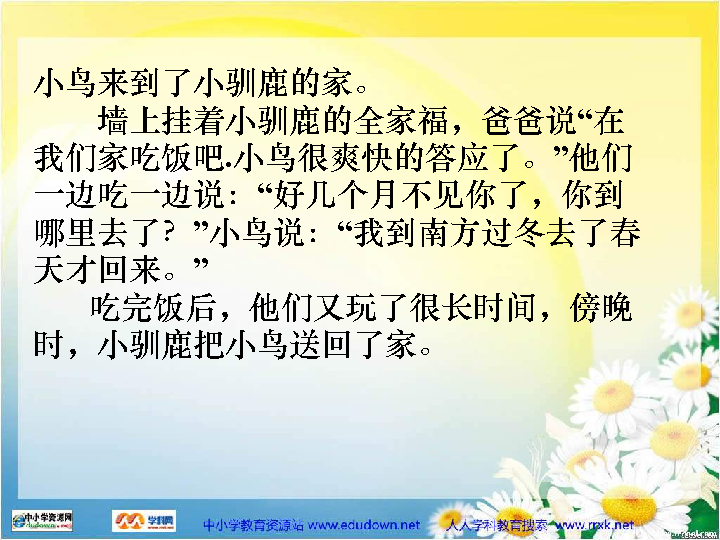 小鸟来到了小驯鹿的家。
墙上挂着小驯鹿的全家福，爸爸说“在
我们家吃饭吧.小鸟很爽快的答应了。”他们
一边吃一边说：“好几个月不见你了，你到
哪里去了？”小鸟说：“我到南方过冬去了春
天才回来。”
吃完饭后，他们又玩了很长时间，傍晚
时，小驯鹿把小鸟送回了家。
中小学资源网 学科网 中小学教育资源站 www.edudown.net 人人学科教育搜索 www.rrxk.net